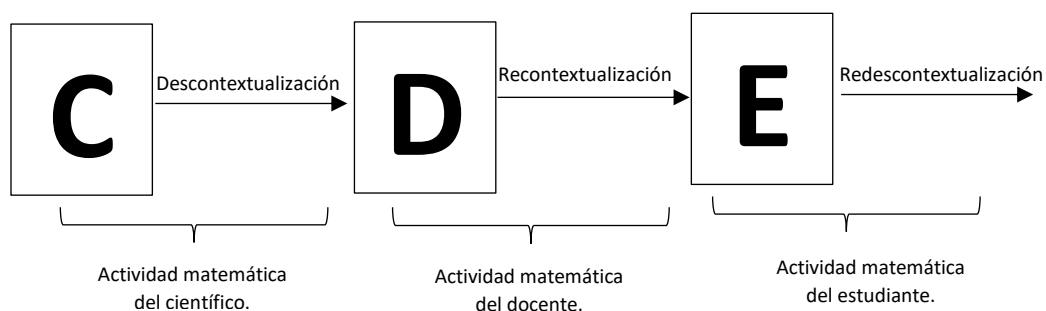 C
Descontextualización
D
Recontextualización
E
Redescontextualización
Actividad matemática
del científico.
Actividad matemática
del docente.
Actividad matemática
del estudiante.